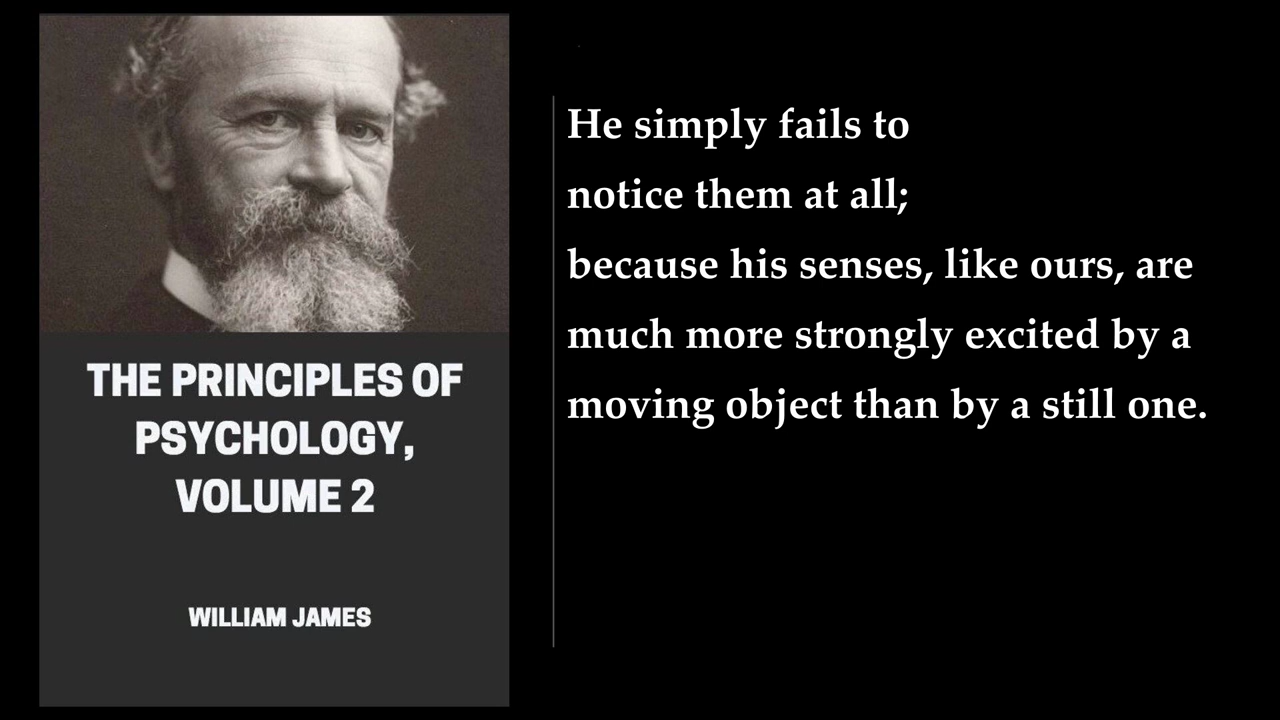 THE PRINCIPLES OF
PSYCHOLOGY,
VOLUME 2
WILLIAM JAMES
He simply fails to
notice them at all;
because his senses, like ours, are
much more strongly excited by a
moving object than by a still one.